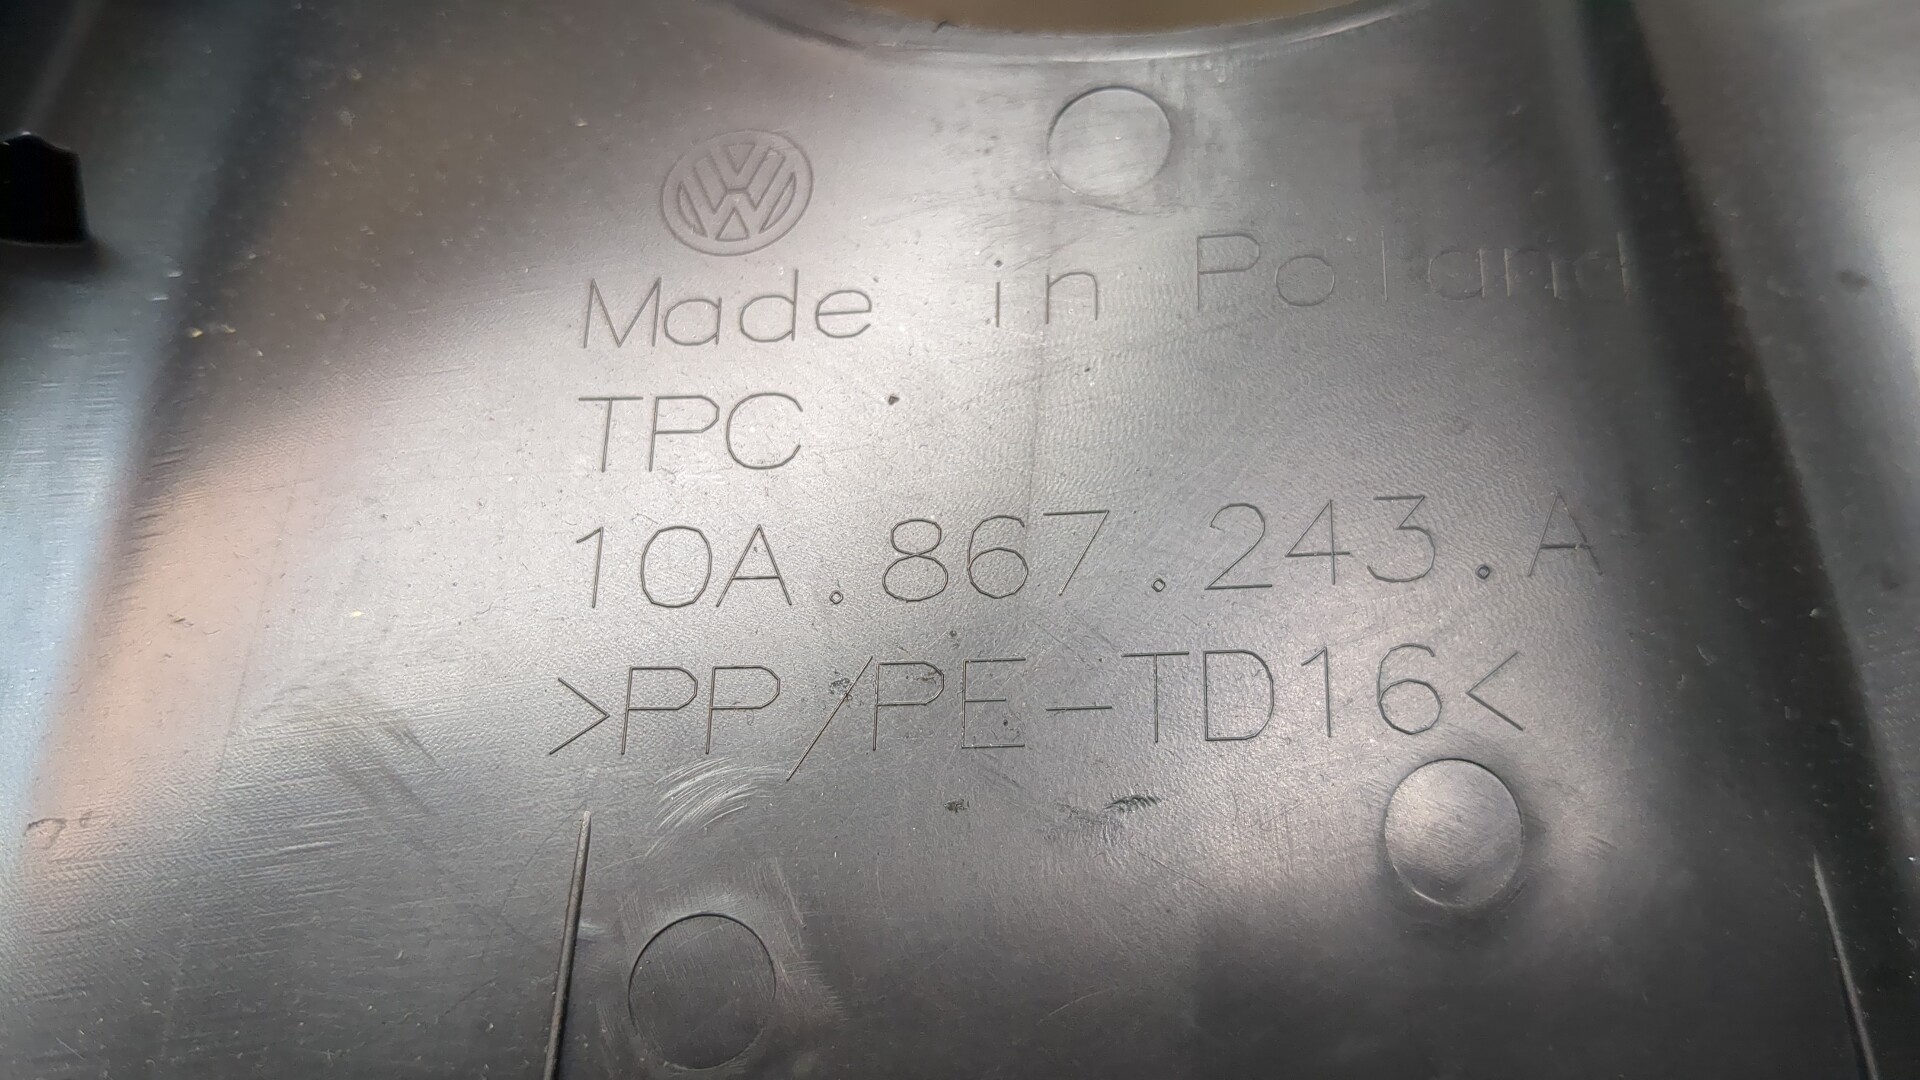 Made in Poland
TPC
10A.867.243.A
>PP/PE-TD16<